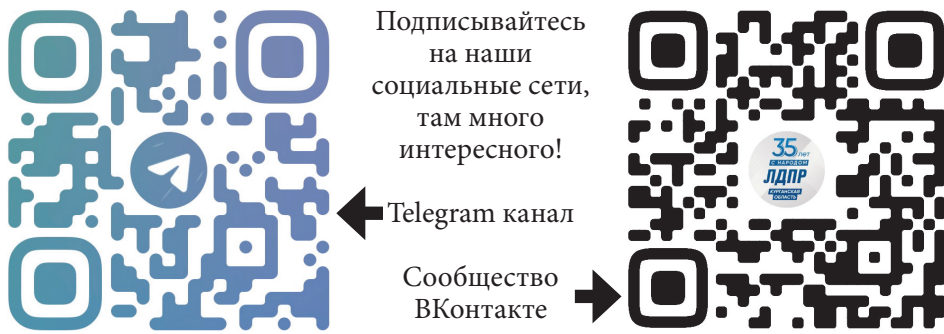 Подписывайтесь
на наши
социальные сети,
там много
интересного!
Telegram канал
Сообщество
ВКонтакте
35 лет
С НАРОДОМ
ЛДПР
КУРГАНСКАЯ
ОБЛАСТЬ